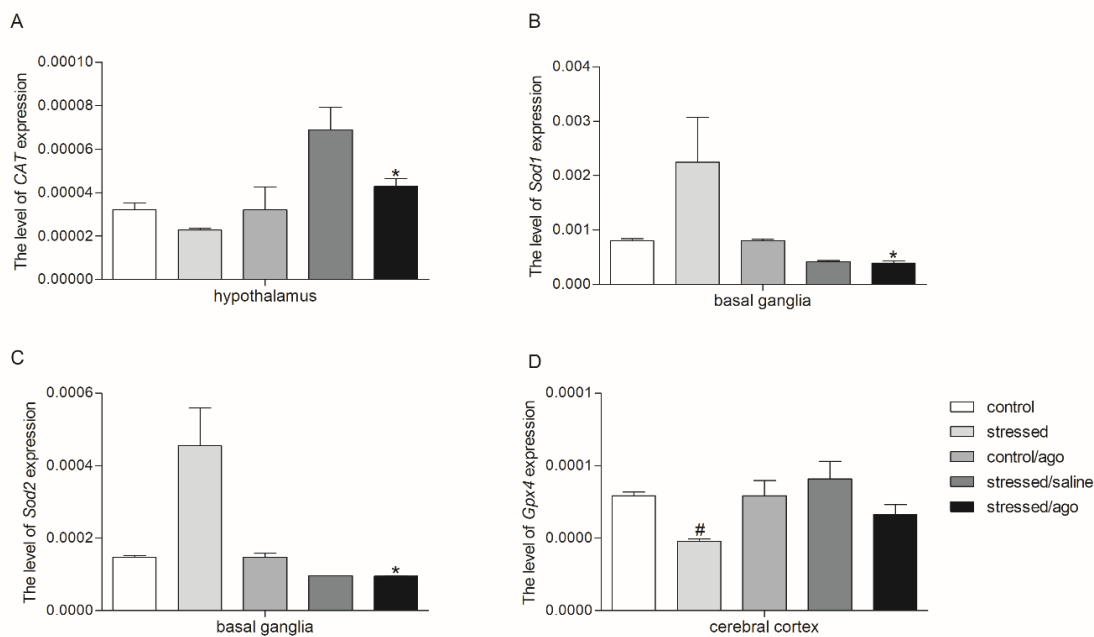 A
The level of CAT expression
0.00010
0.00008
0.00006
0.00004
0.00002
0.00000
*
hypothalamus
B
The level of Sod1 expression
0.004
0.003
0.002
0.001
0.000
*
basal ganglia
C
The level of Sod2 expression
0.0006
0.0004
0.0002
0.0000
*
basal ganglia
D
The level of Gpx4 expression
0.0001
0.0001
0.0000
0.0000
#
cerebral cortex
control
stressed
control/ago
stressed/saline
stressed/ago